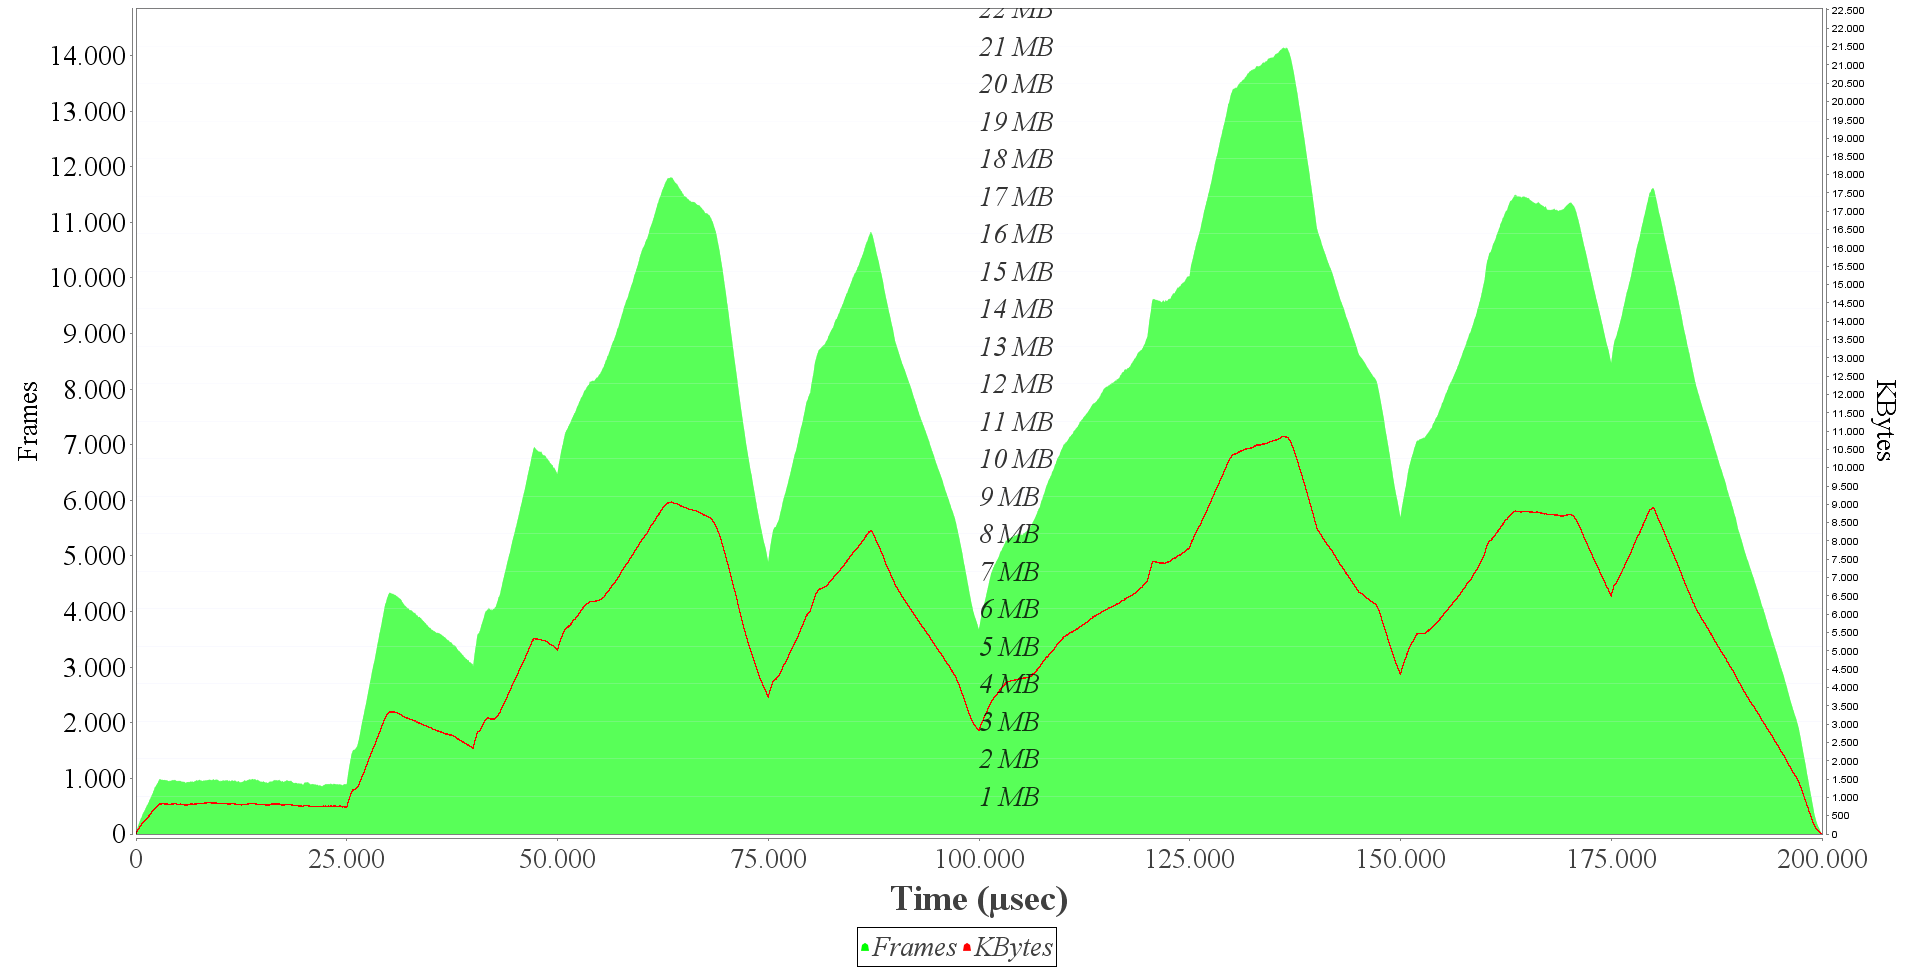 22 MB
21 MB
20 MB
19 MB
18 MB
17 MB
16 MB
15 MB
14 MB
13 MB
12 MB
11 MB
10 MB
9 MB
8 MB
7 MB
6 MB
5 MB
4 MB
3 MB
2 MB
1 MB
14.000
13.000
12.000
11.000
10.000
9.000
8.000
7.000
6.000
5.000
4.000
3.000
2.000
1.000
0
Frames
22.500
21.500
21.000
20.500
20.000
19.500
19.000
18.500
18.000
17.500
17.000
16.500
16.000
15.500
15.000
14.500
14.000
13.500
13.000
12.500
12.000
11.500
11.000
10.500
10.000
9.500
9.000
8.500
8.000
7.500
7.000
6.500
6.000
5.500
5.000
4.500
4.000
3.500
3.000
2.500
2.000
1.500
1.000
500
0
KBytes
0 25.000 50.000 75.000 100.000 125.000 150.000 175.000 200.000
Time (µsec)
Frames KBytes